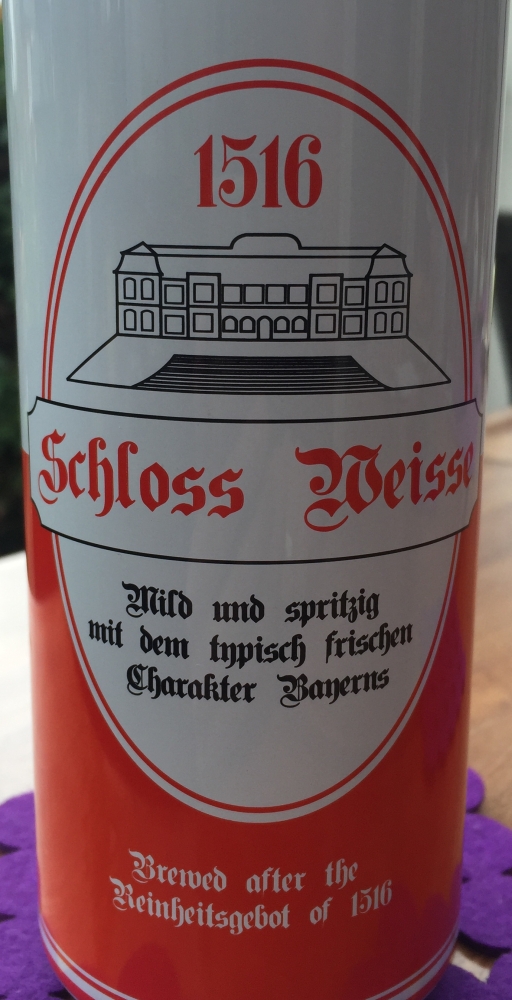 1516
Schloss Weisse
Mild und spritzig
mit dem typisch frischen
Charakter Bayerns
Brewed after the
Reinheitsgebot of 1516